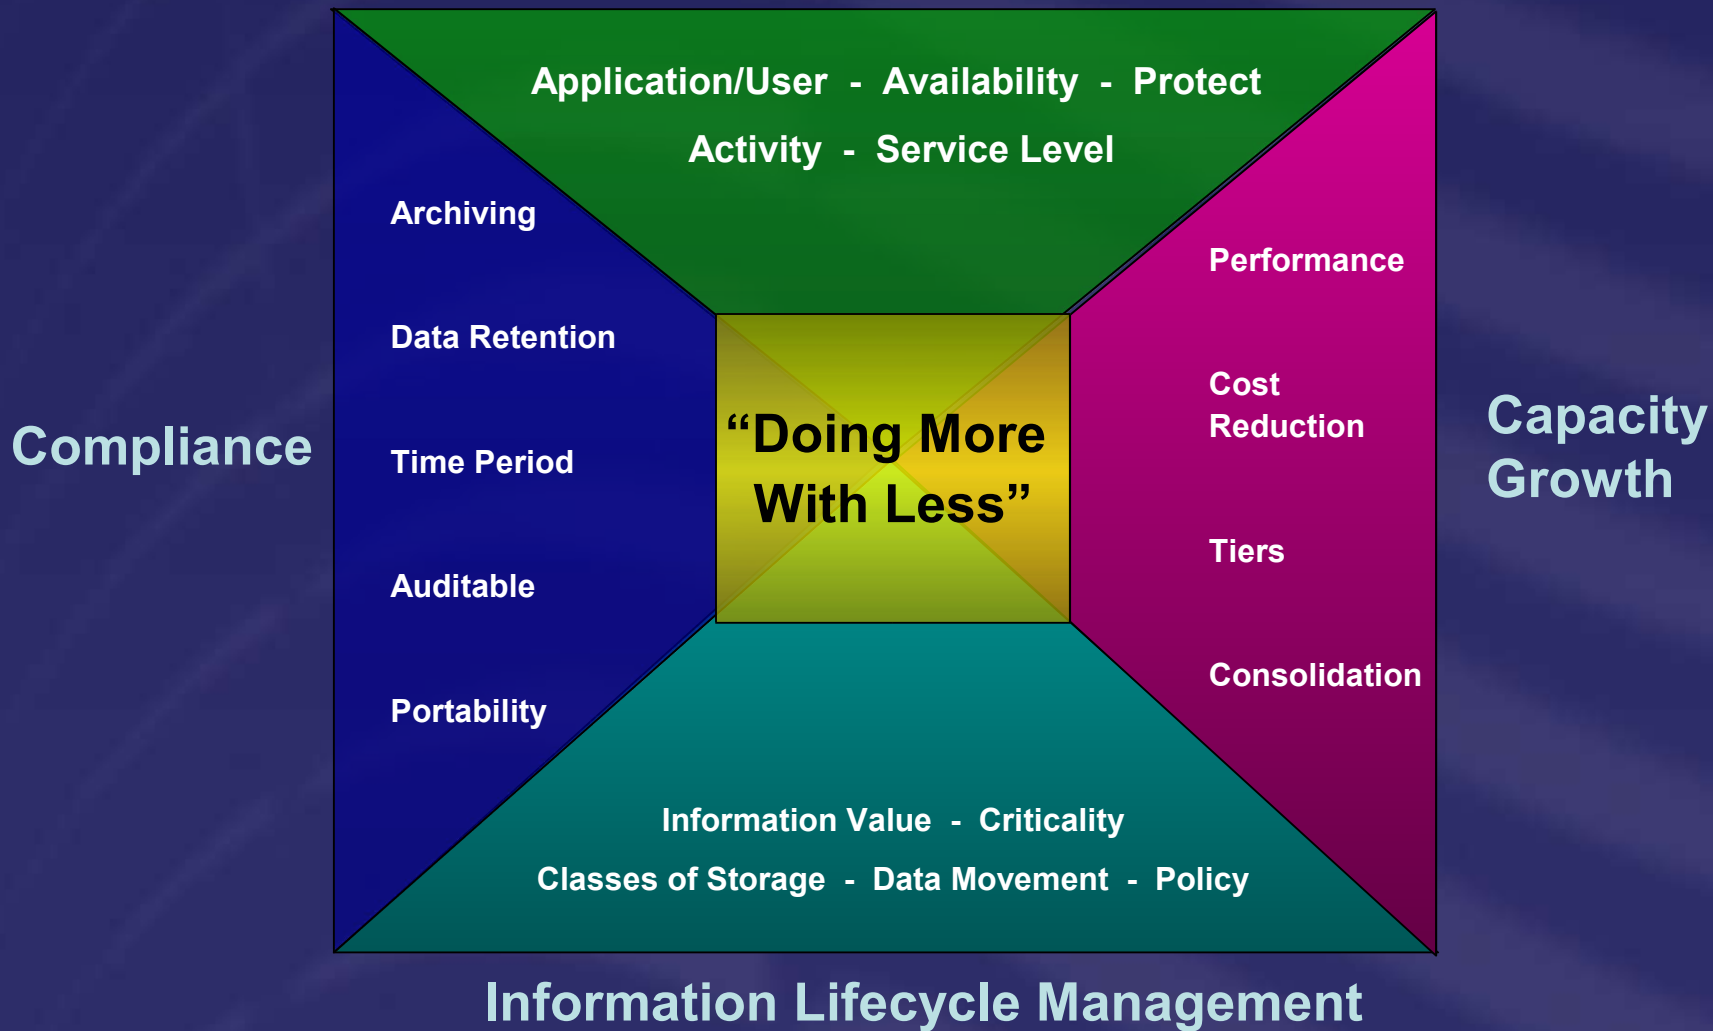 Application/User - Availability - Protect
Activity - Service Level
Compliance
Archiving
Data Retention
Time Period
Auditable
Portability
“Doing More
With Less”
Performance
Cost
Reduction
Tiers
Consolidation
Capacity
Growth
Information Value - Criticality
Classes of Storage - Data Movement - Policy
Information Lifecycle Management